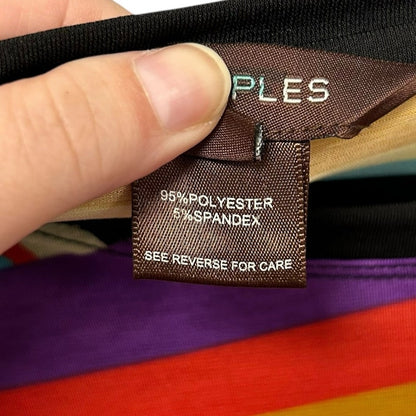 PLES
95%POLYESTER
5%SPANDEX
SEE REVERSE FOR CARE